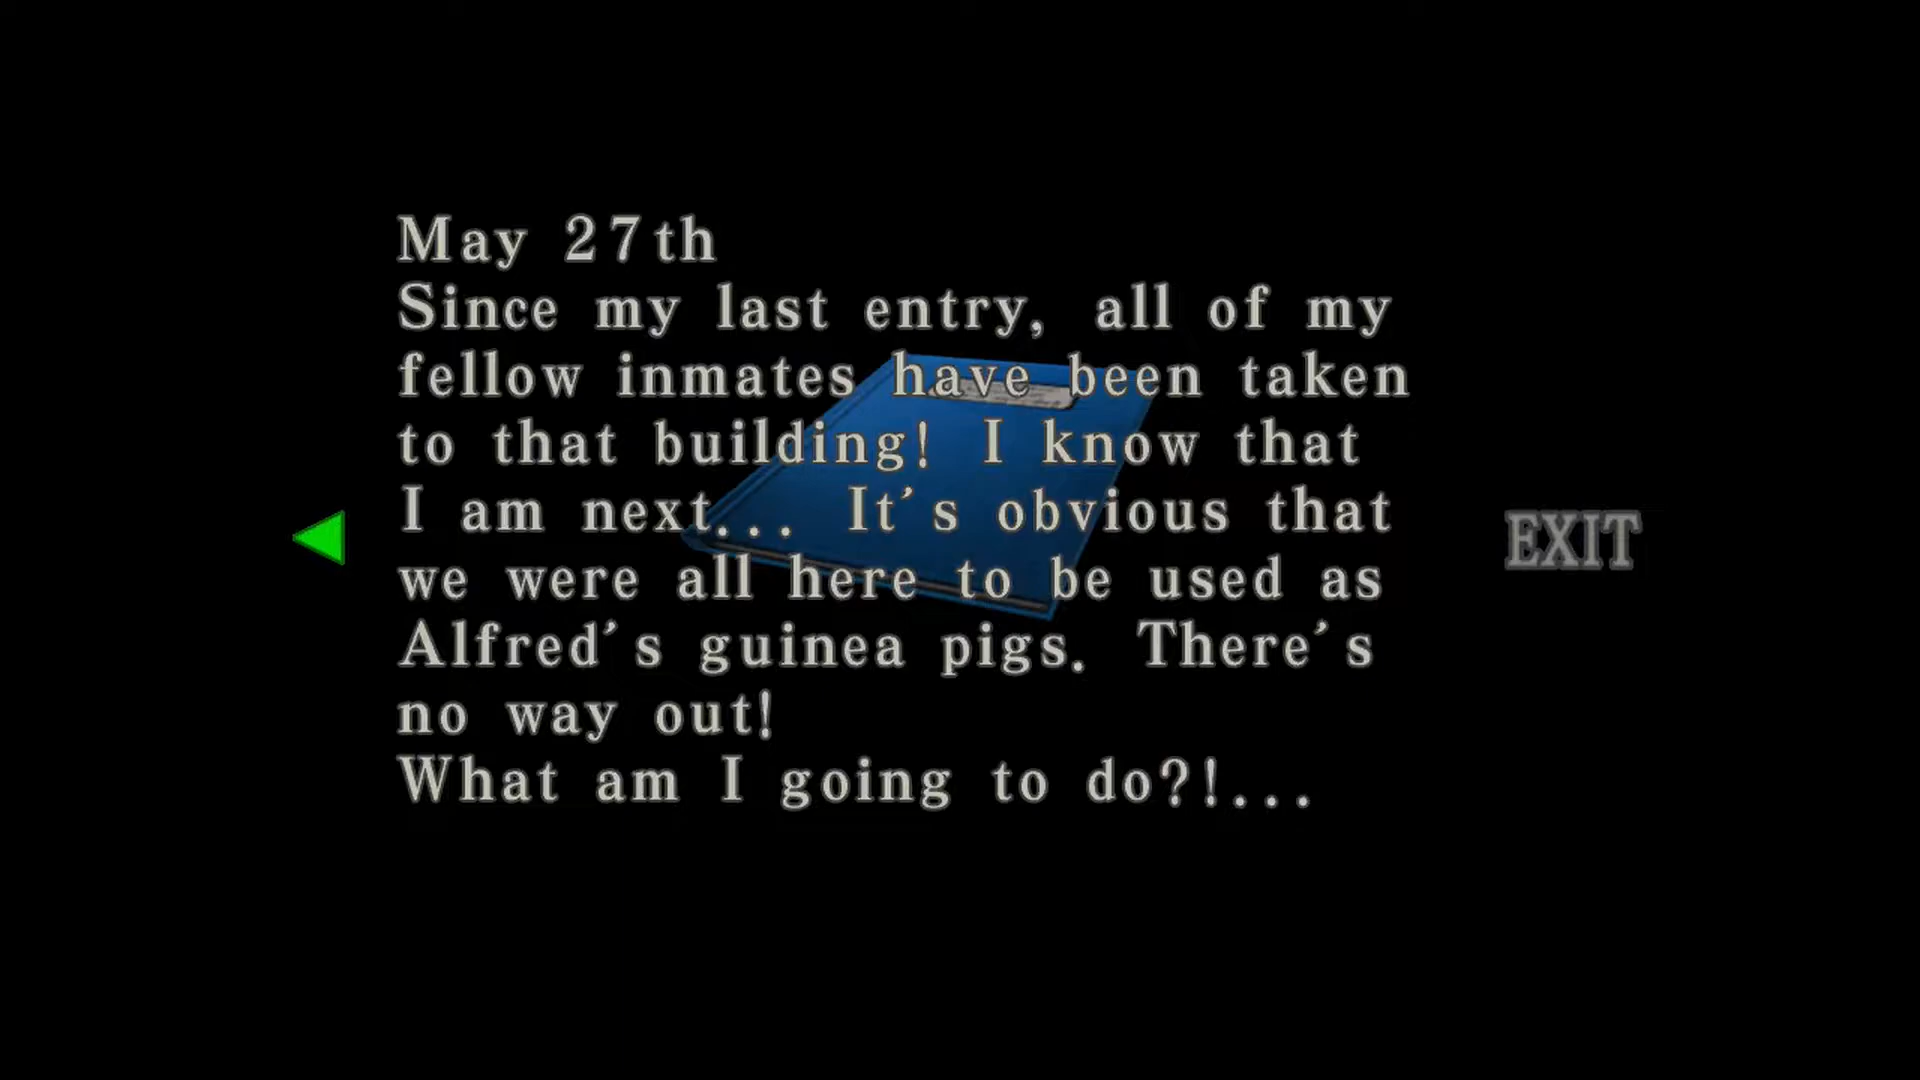 May 27th
Since my last entry, all of my
fellow inmates have been taken
to that building! I know that
I am next... It's obvious that
we were all here to be used as
Alfred's guinea pigs. There's
no way out!
What am I going to do?!...
EXIT